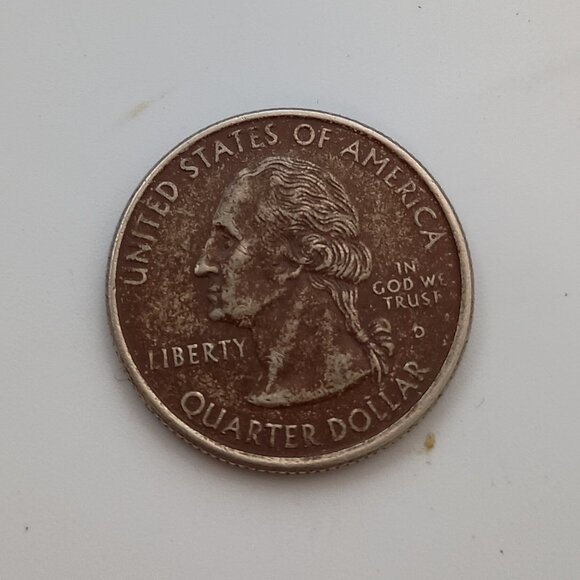 UNITED STATES OF AMERICA
IN
GOD WE
TRUST
D
LIBERTY
QUARTER DOLLAR